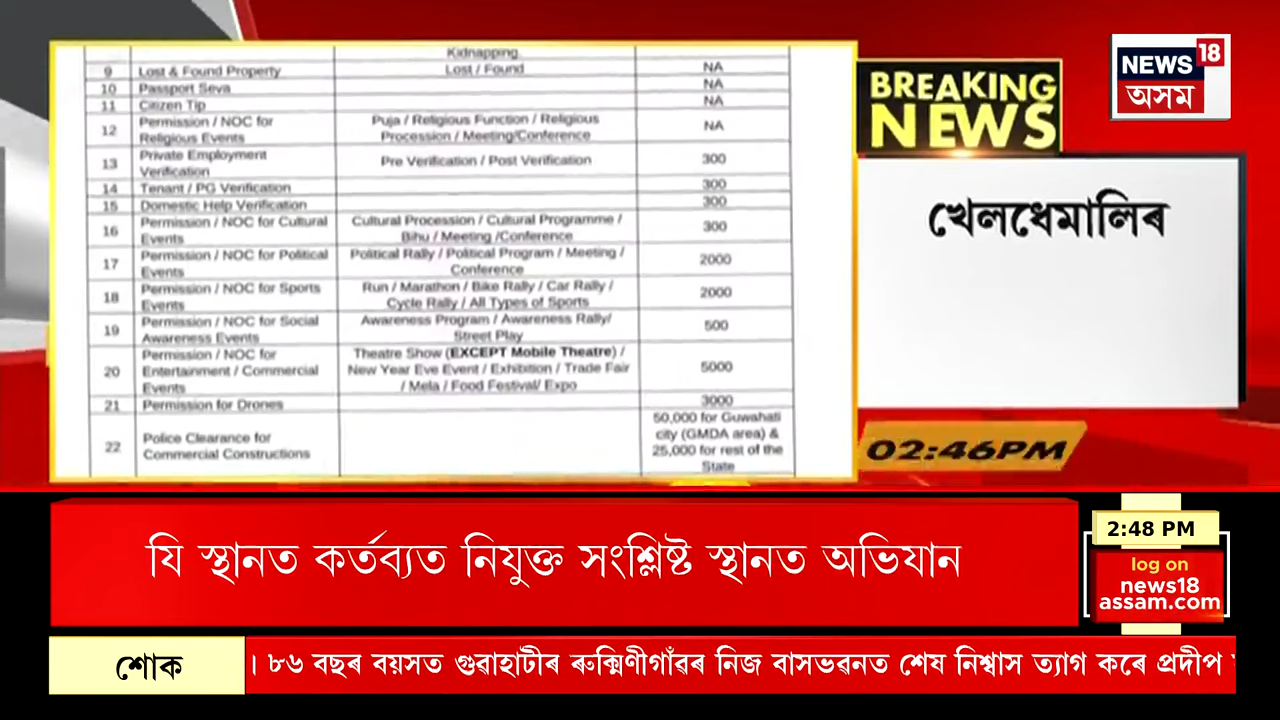 Kidnapping
9 Lost & Found Property Lost / Found NA
10 Passport Seva NA
11 Citizen Tip NA
12 Permission / NOC for Religious Events Puja / Religious Function / Religious Procession / Meeting/Conference NA
13 Private Employment Verification Pre Verification / Post Verification 300
14 Tenant / PG Verification 300
15 Domestic Help Verification 300
16 Permission / NOC for Cultural Events Cultural Procession / Cultural Programme / Bihu / Meeting /Conference 300
17 Permission / NOC for Political Events Political Rally / Political Program / Meeting / Conference 2000
18 Permission / NOC for Sports Events Run / Marathon / Bike Rally / Car Rally / Cycle Rally / All Types of Sports 2000
19 Permission / NOC for Social Awareness Events Awareness Program / Awareness Rally/ Street Play 500
20 Permission / NOC for Entertainment / Commercial Events Theatre Show (EXCEPT Mobile Theatre) / New Year Eve Event / Exhibition / Trade Fair / Mela / Food Festival/ Expo 5000
21 Permission for Drones 3000
22 Police Clearance for Commercial Constructions 50,000 for Guwahati city (GMDA area) & 25,000 for rest of the State
BREAKING
NEWS
NEWS 18
অসম
খেলধেমালিৰ
02:46PM
যি স্থানত কৰ্তব্যত নিযুক্ত সংশ্লিষ্ট স্থানত অভিযান
2:48 PM
log on
news18
assam.com
শোক
। ৮৬ বছৰ বয়সত গুৱাহাটীৰ ৰুক্মিণীগাঁৱৰ নিজ বাসভৱনত শেষ নিশ্বাস ত্যাগ কৰে প্ৰদীপ